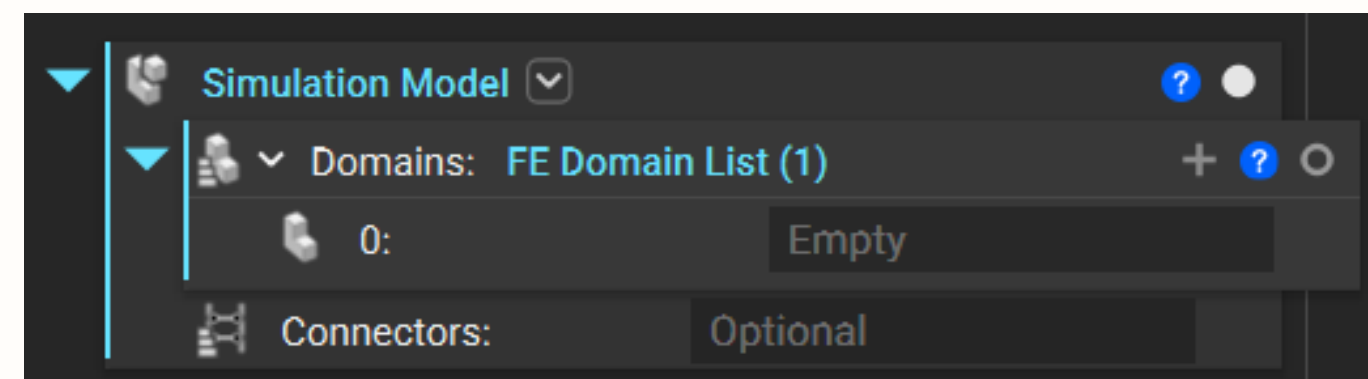 Simulation Model ?
Domains: FE Domain List (1) + ?
0: Empty
Connectors: Optional